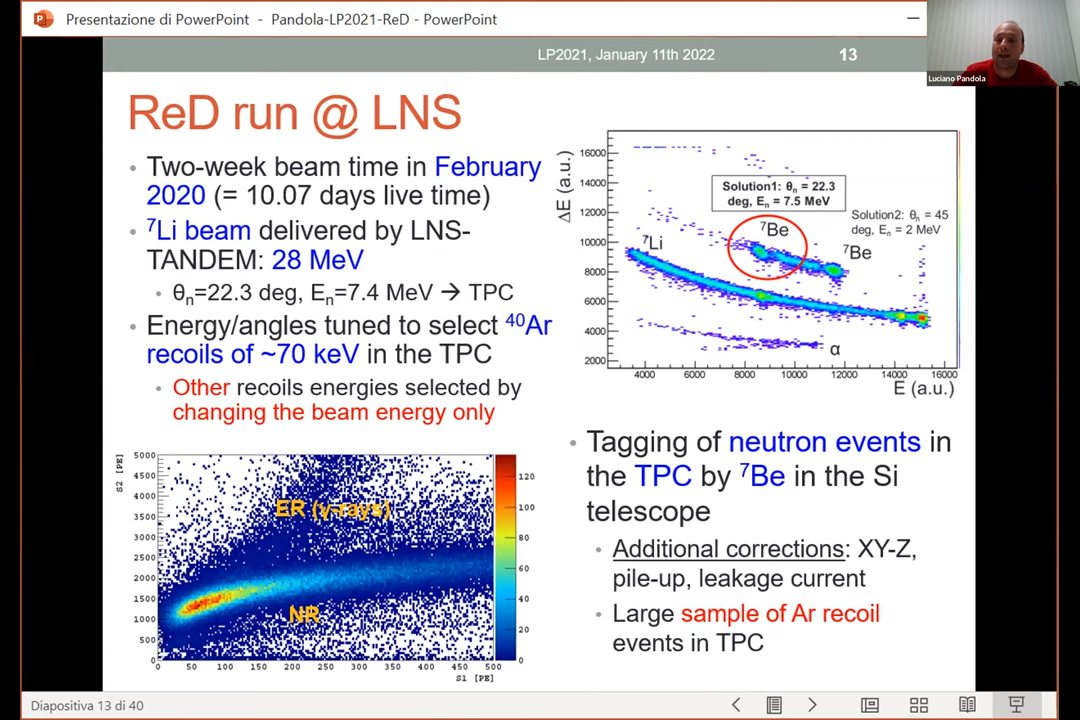 Presentazione di PowerPoint - Pandola-LP2021-ReD - PowerPoint
Luciano Pandola
LP2021, January 11th 2022
13
ReD run @ LNS
• Two-week beam time in February
2020 (= 10.07 days live time)
• ⁷Li beam delivered by LNS-
TANDEM: 28 MeV
• θₙ=22.3 deg, Eₙ=7.4 MeV → TPC
• Energy/angles tuned to select ⁴⁰Ar
recoils of ~70 keV in the TPC
• Other recoils energies selected by
changing the beam energy only
ΔE (a.u.)
16000
14000
12000
10000
8000
6000
4000
2000
Solution1: θₙ = 22.3
deg, Eₙ = 7.5 MeV
Solution2: θₙ = 45
deg, Eₙ = 2 MeV
⁷Li
⁷Be
⁷Be
α
4000 6000 8000 10000 12000 14000 16000
E (a.u.)
S2 [PE]
5000
4500
4000
3500
3000
2500
2000
1500
1000
500
0
ER (γ-rays)
NR
0 50 100 150 200 250 300 350 400 450 500
S1 [PE]
120
100
80
60
40
20
0
• Tagging of neutron events in
the TPC by ⁷Be in the Si
telescope
• Additional corrections: XY-Z,
pile-up, leakage current
• Large sample of Ar recoil
events in TPC
Diapositiva 13 di 40